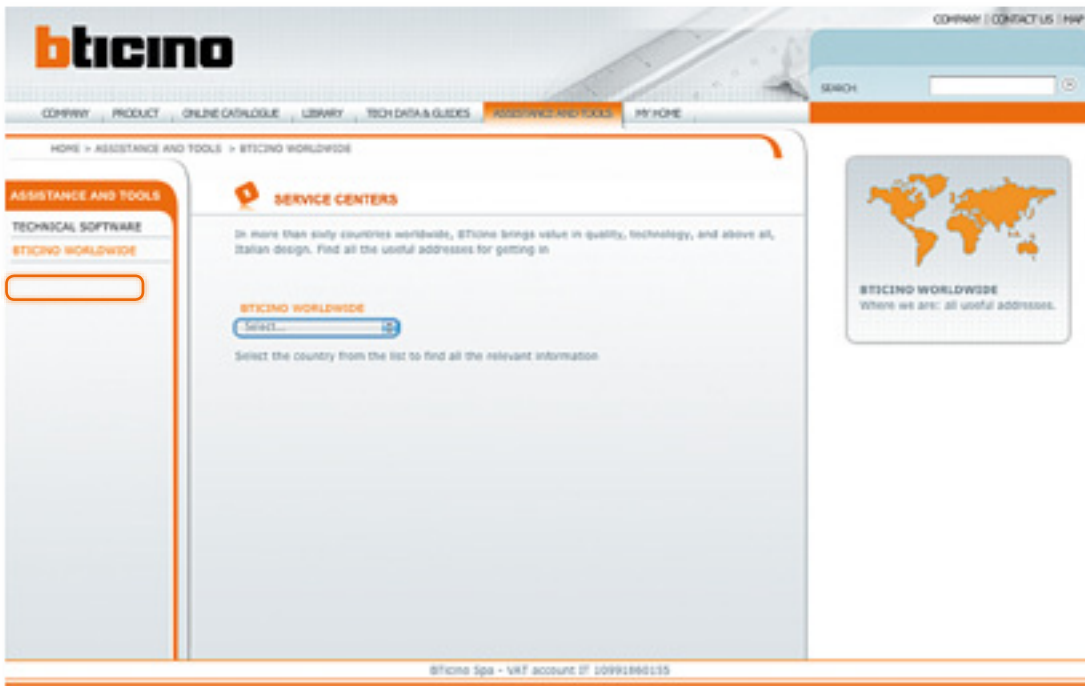 bticino
COMPANY | CONTACT US | MAP
SEARCH
COMPANY PRODUCT ONLINE CATALOGUE LIBRARY TECH DATA & GUIDES ASSISTANCE AND TOOLS MY HOME
HOME > ASSISTANCE AND TOOLS > BTICINO WORLDWIDE
ASSISTANCE AND TOOLS
TECHNICAL SOFTWARE
BTICINO WORLDWIDE
SERVICE CENTERS
In more than sixty countries worldwide, BTicino brings value in quality, technology, and above all,
Italian design. Find all the useful addresses for getting in
BTICINO WORLDWIDE
Select...
Select the country from the list to find all the relevant information
BTICINO WORLDWIDE
Where we are: all useful addresses.
BTicino Spa - VAT account IT 10991860155